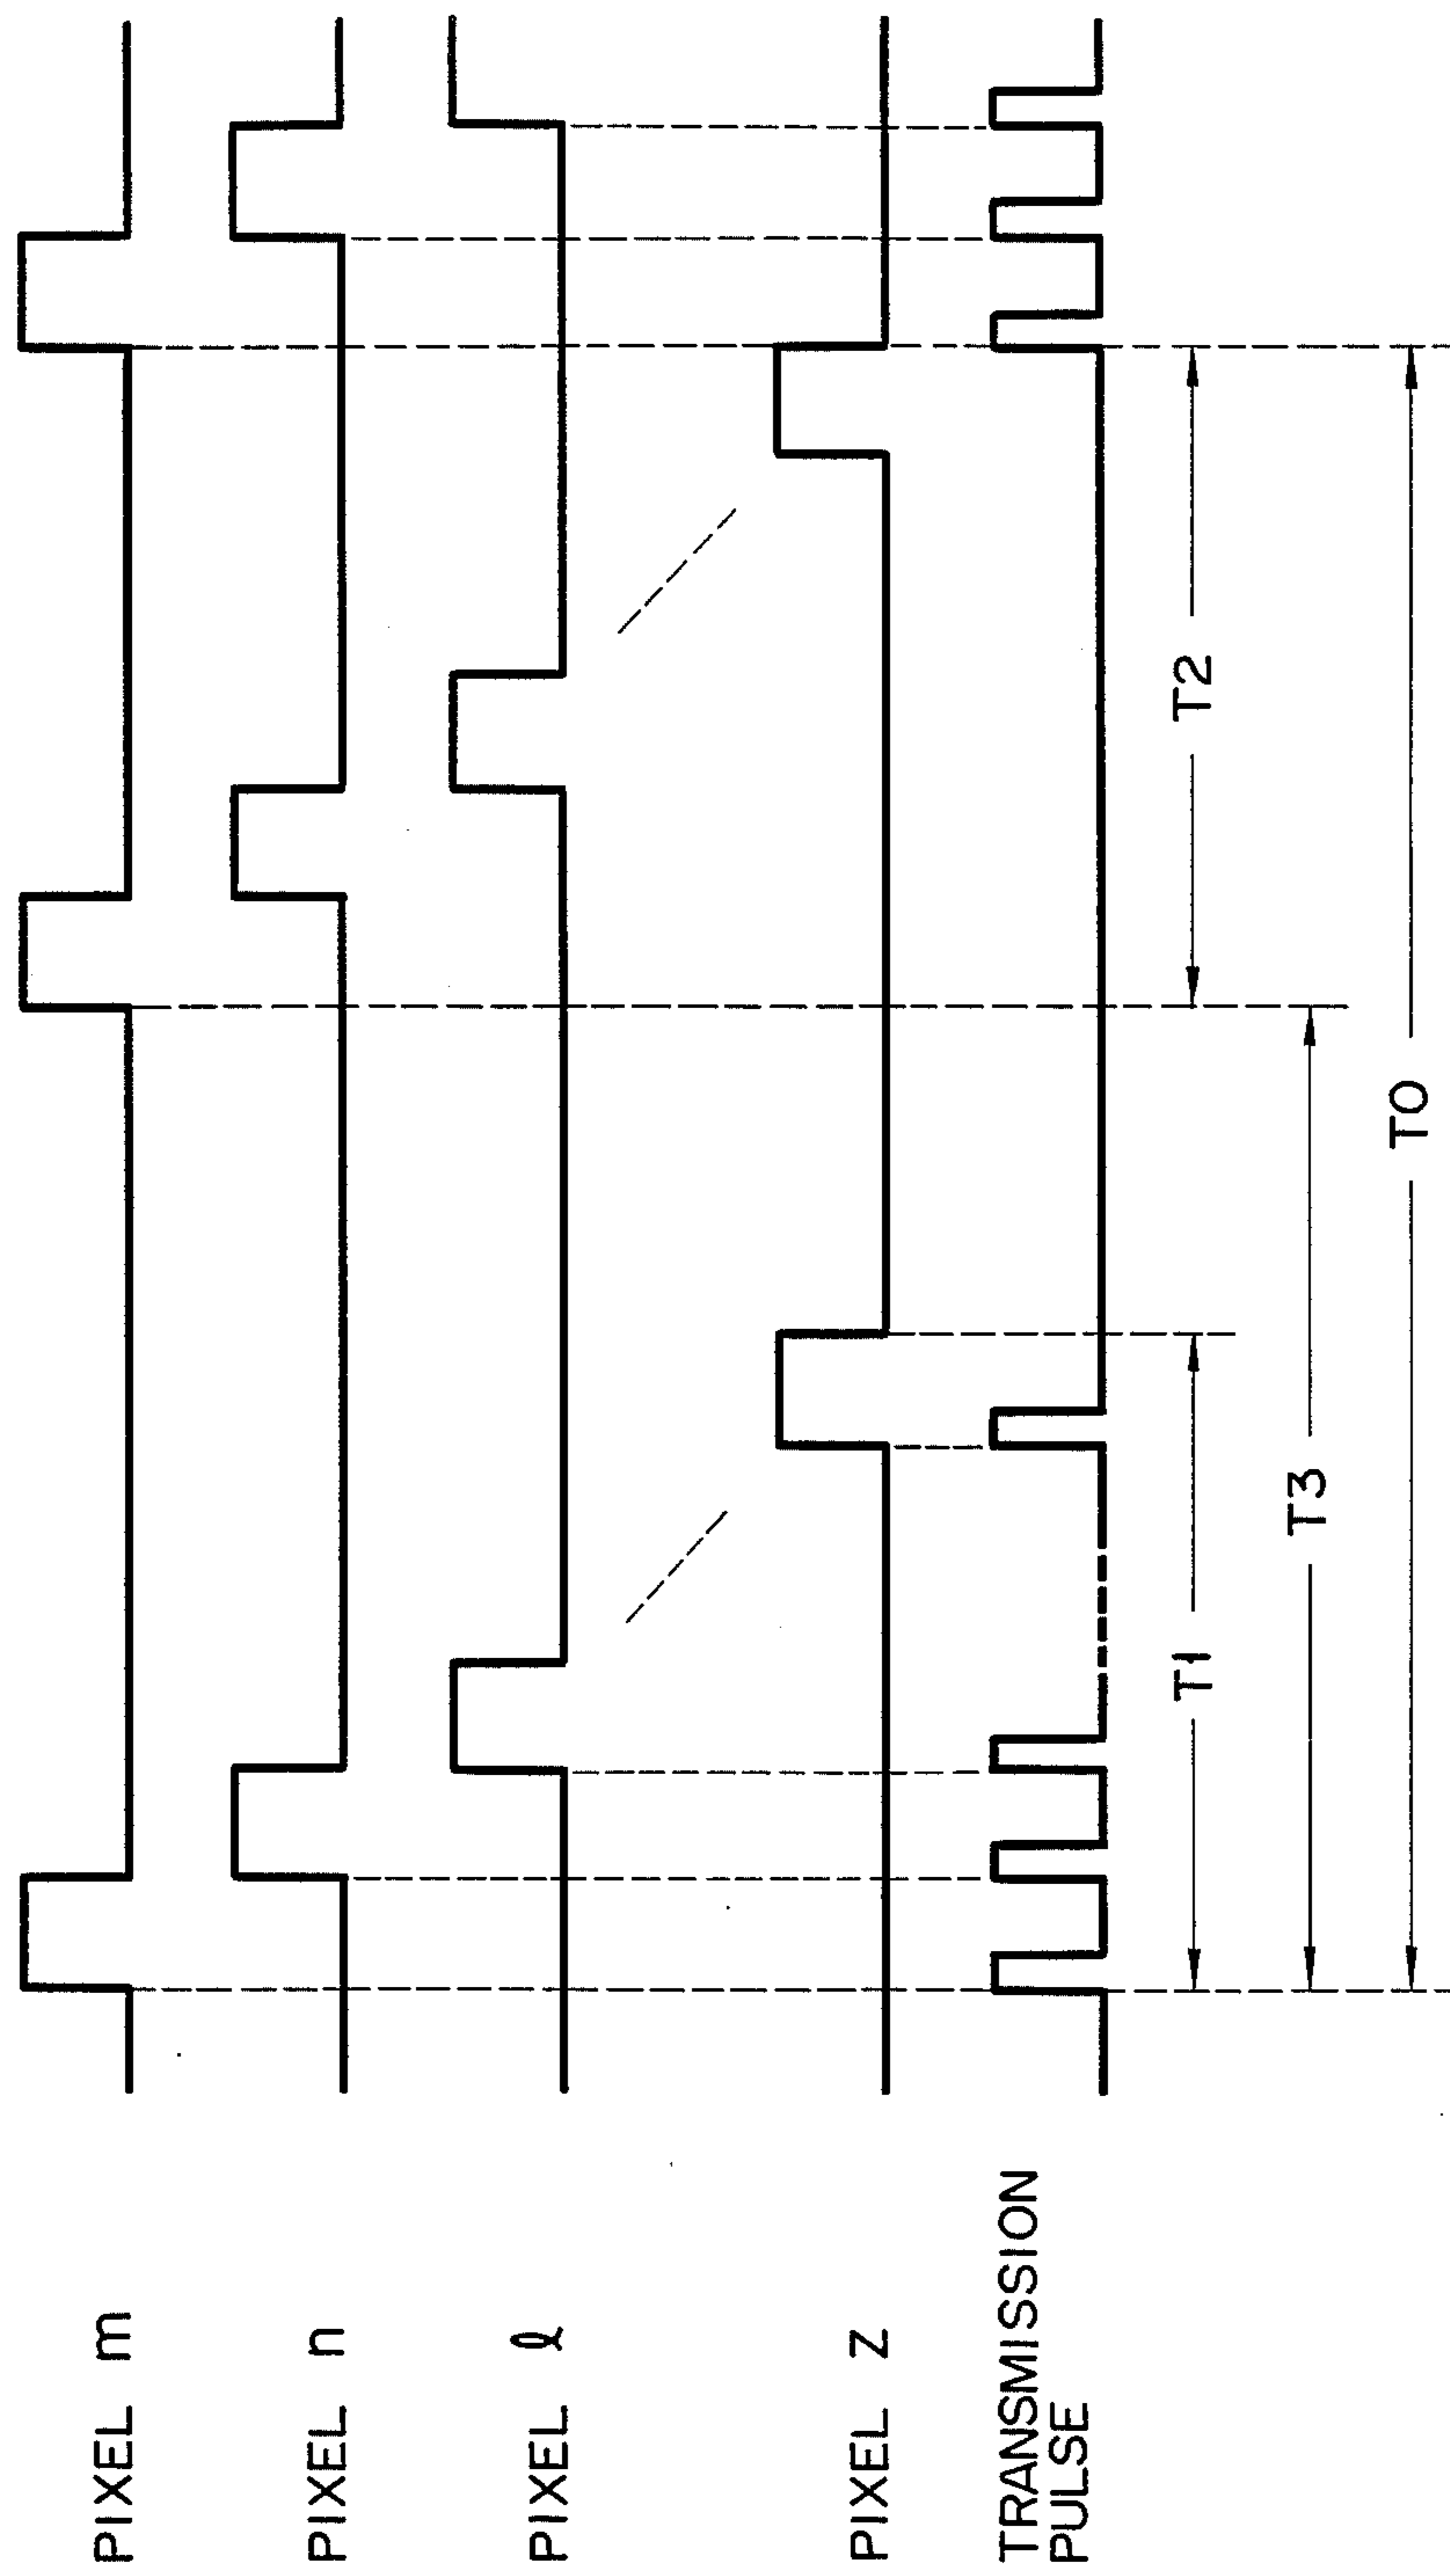 PIXEL m
PIXEL n
PIXEL ℓ
PIXEL Z
TRANSMISSION
PULSE
T1
T2
T3
T0